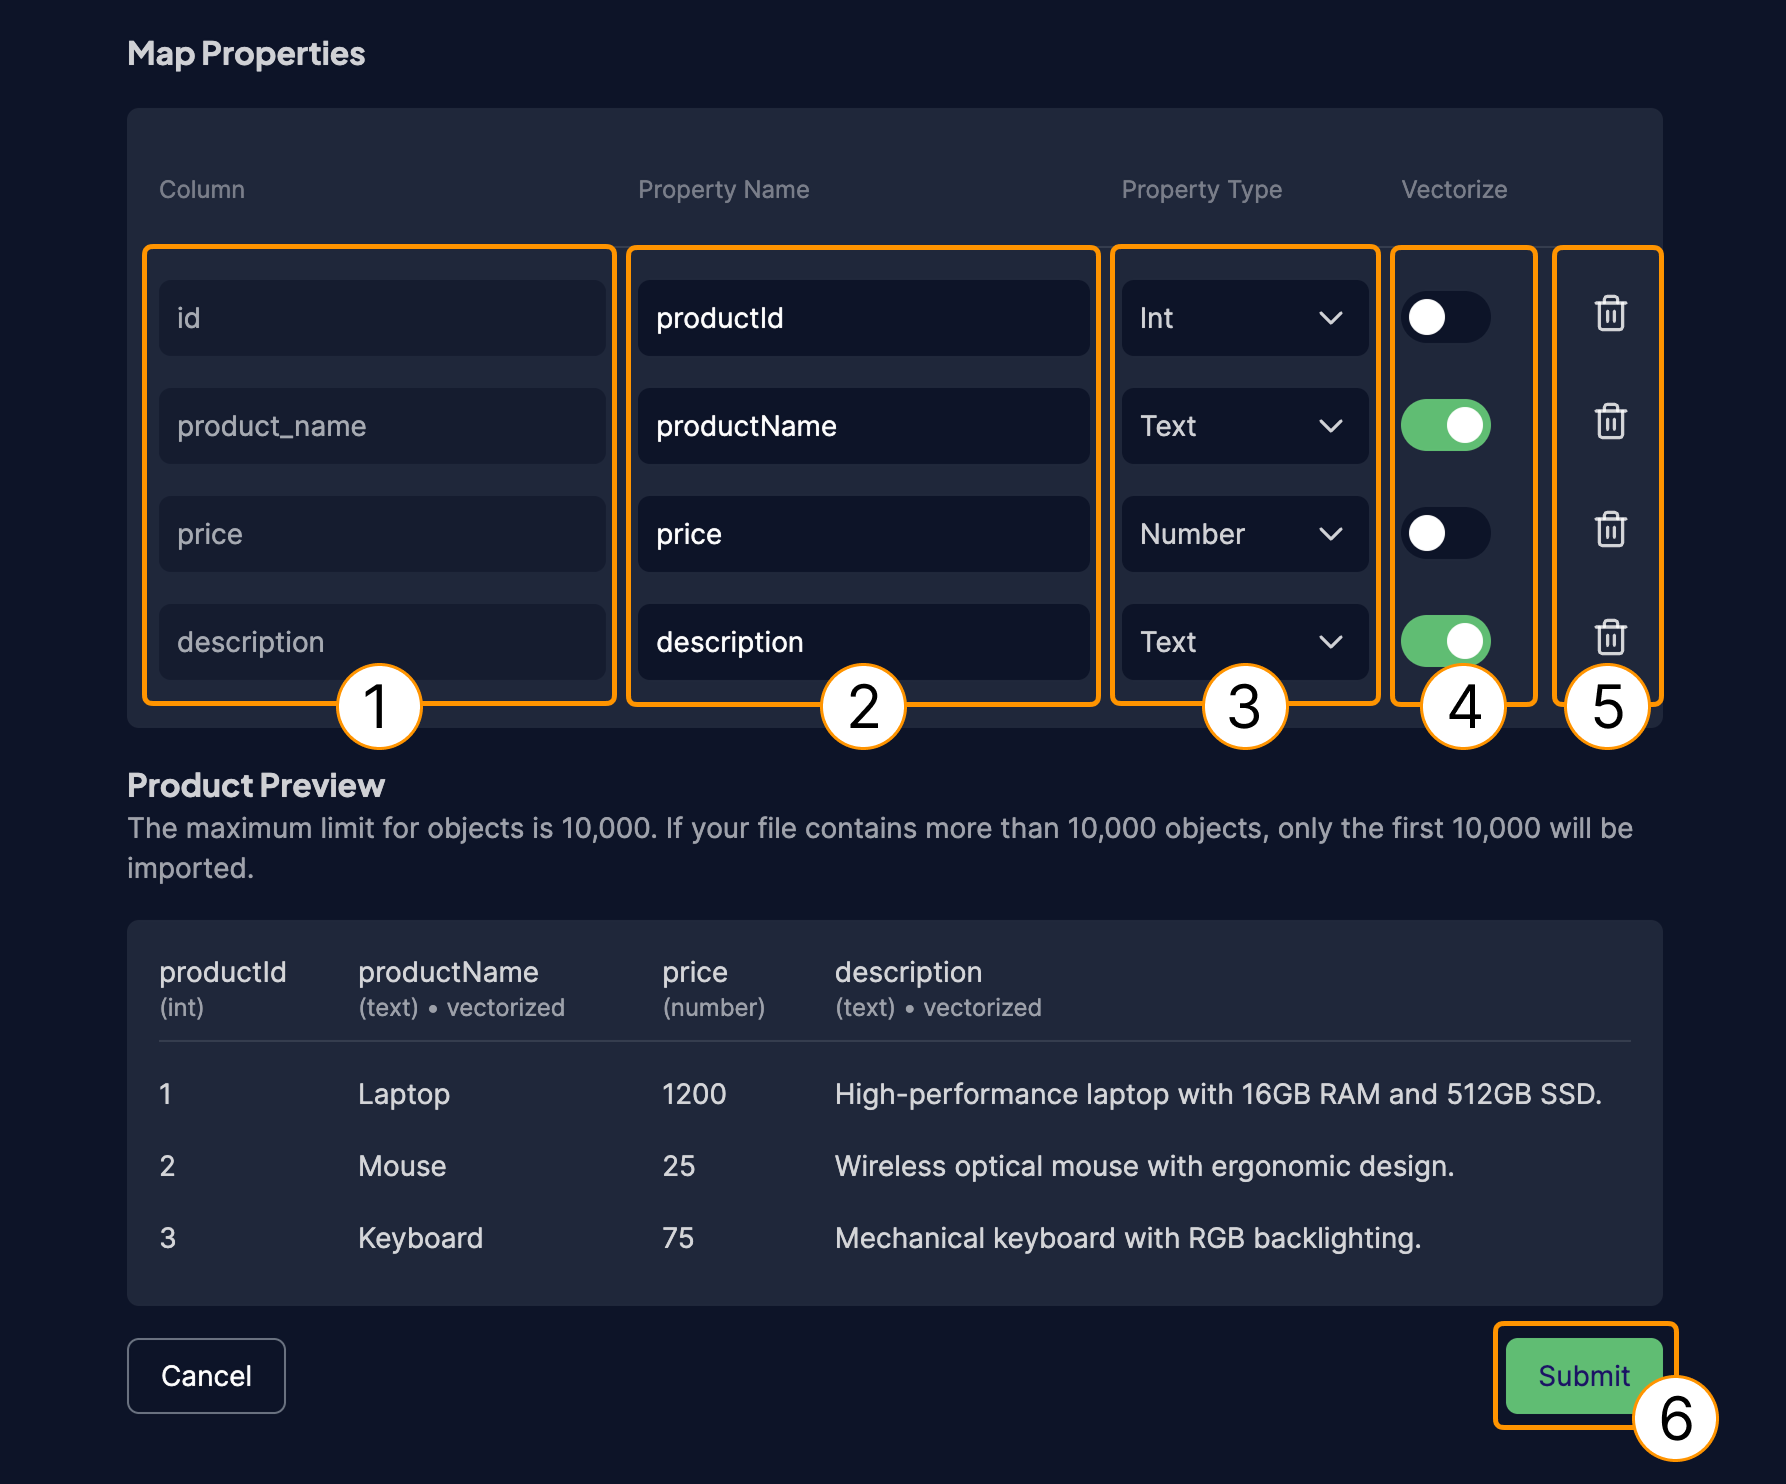 Map Properties
Column Property Name Property Type Vectorize
id productId Int
product_name productName Text
price price Number
description description Text
1 2 3 4 5
Product Preview
The maximum limit for objects is 10,000. If your file contains more than 10,000 objects, only the first 10,000 will be
imported.
productId productName price description
(int) (text) • vectorized (number) (text) • vectorized
1 Laptop 1200 High-performance laptop with 16GB RAM and 512GB SSD.
2 Mouse 25 Wireless optical mouse with ergonomic design.
3 Keyboard 75 Mechanical keyboard with RGB backlighting.
Cancel Submit
6